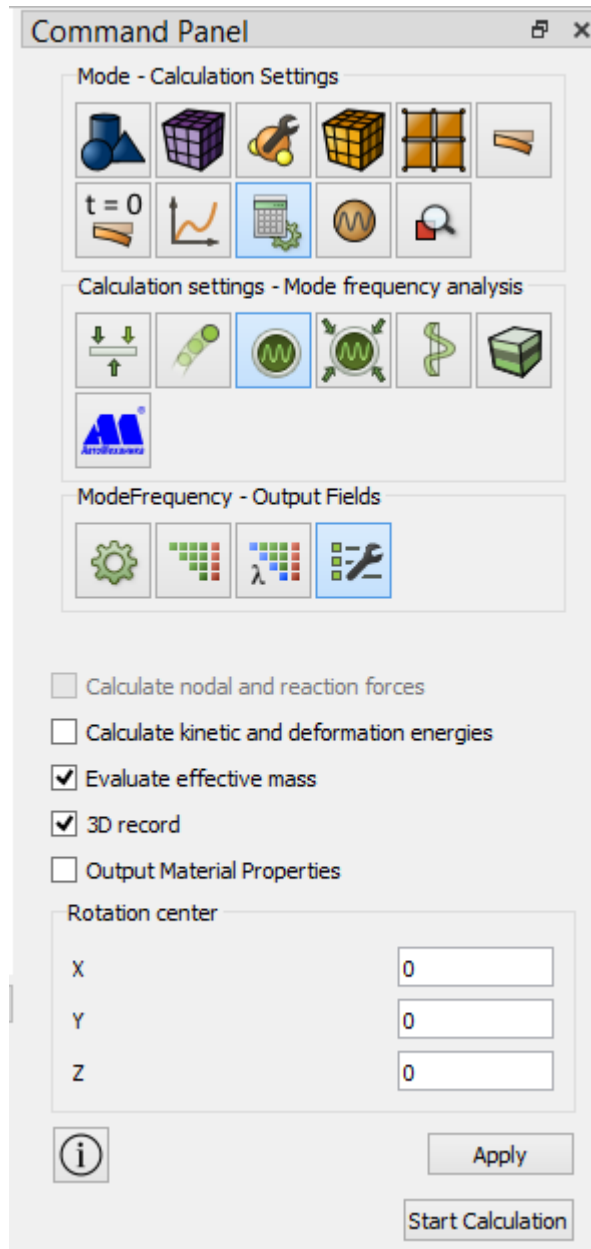 Command Panel
Mode - Calculation Settings
t = 0
Calculation settings - Mode frequency analysis
АвтоМеханика
ModeFrequency - Output Fields
λ
Calculate nodal and reaction forces
Calculate kinetic and deformation energies
Evaluate effective mass
3D record
Output Material Properties
Rotation center
X 0
Y 0
Z 0
Apply
Start Calculation